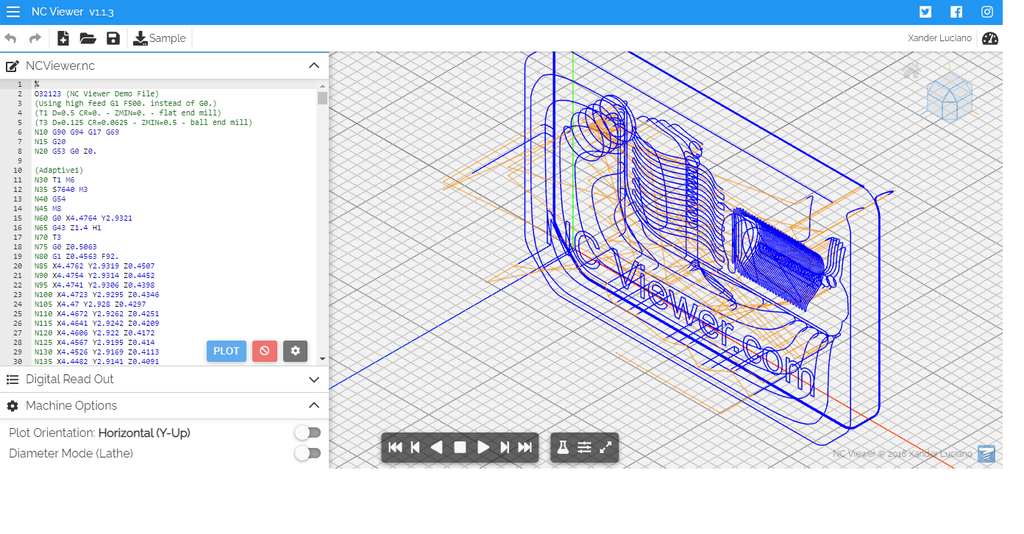 NC Viewer v1.1.3
Sample
Xander Luciano
NCViewer.nc
1 %
2 O32123 (NC Viewer Demo File)
3 (Using high feed G1 F500. instead of G0.)
4 (T1 D=0.5 CR=0. - ZMIN=0. - flat end mill)
5 (T3 D=0.125 CR=0.0625 - ZMIN=0.5 - ball end mill)
6 N10 G90 G94 G17 G69
7 N15 G20
8 N20 G53 G0 Z0.
9
10 (Adaptive1)
11 N30 T1 M6
12 N35 S7640 M3
13 N40 G54
14 N45 M8
15 N60 G0 X4.4764 Y2.9321
16 N65 G43 Z1.4 H1
17 N70 T3
18 N75 G0 Z0.5063
19 N80 G1 Z0.4563 F92.
20 N85 X4.4762 Y2.9319 Z0.4507
21 N90 X4.4754 Y2.9314 Z0.4452
22 N95 X4.4741 Y2.9306 Z0.4398
23 N100 X4.4723 Y2.9295 Z0.4346
24 N105 X4.47 Y2.928 Z0.4297
25 N110 X4.4672 Y2.9262 Z0.4251
26 N115 X4.4641 Y2.9242 Z0.4209
27 N120 X4.4606 Y2.922 Z0.4172
28 N125 X4.4567 Y2.9195 Z0.414
29 N130 X4.4526 Y2.9169 Z0.4113
30 N135 X4.4482 Y2.9141 Z0.4091
PLOT
Digital Read Out
Machine Options
Plot Orientation: Horizontal (Y-Up)
Diameter Mode (Lathe)
NC Viewer.com
NC Viewer © 2016 Xander Luciano